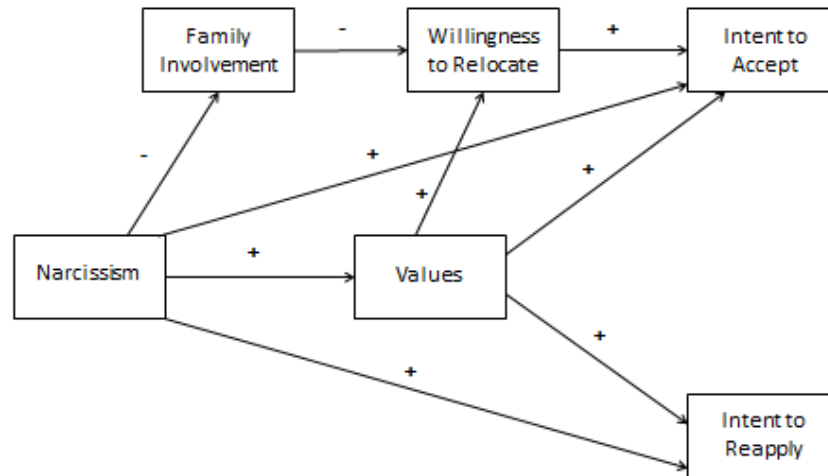 Family
Involvement
-
Willingness
to Relocate
+
Intent to
Accept
-
+
+
+
Narcissism
+
Values
+
+
Intent to
Reapply